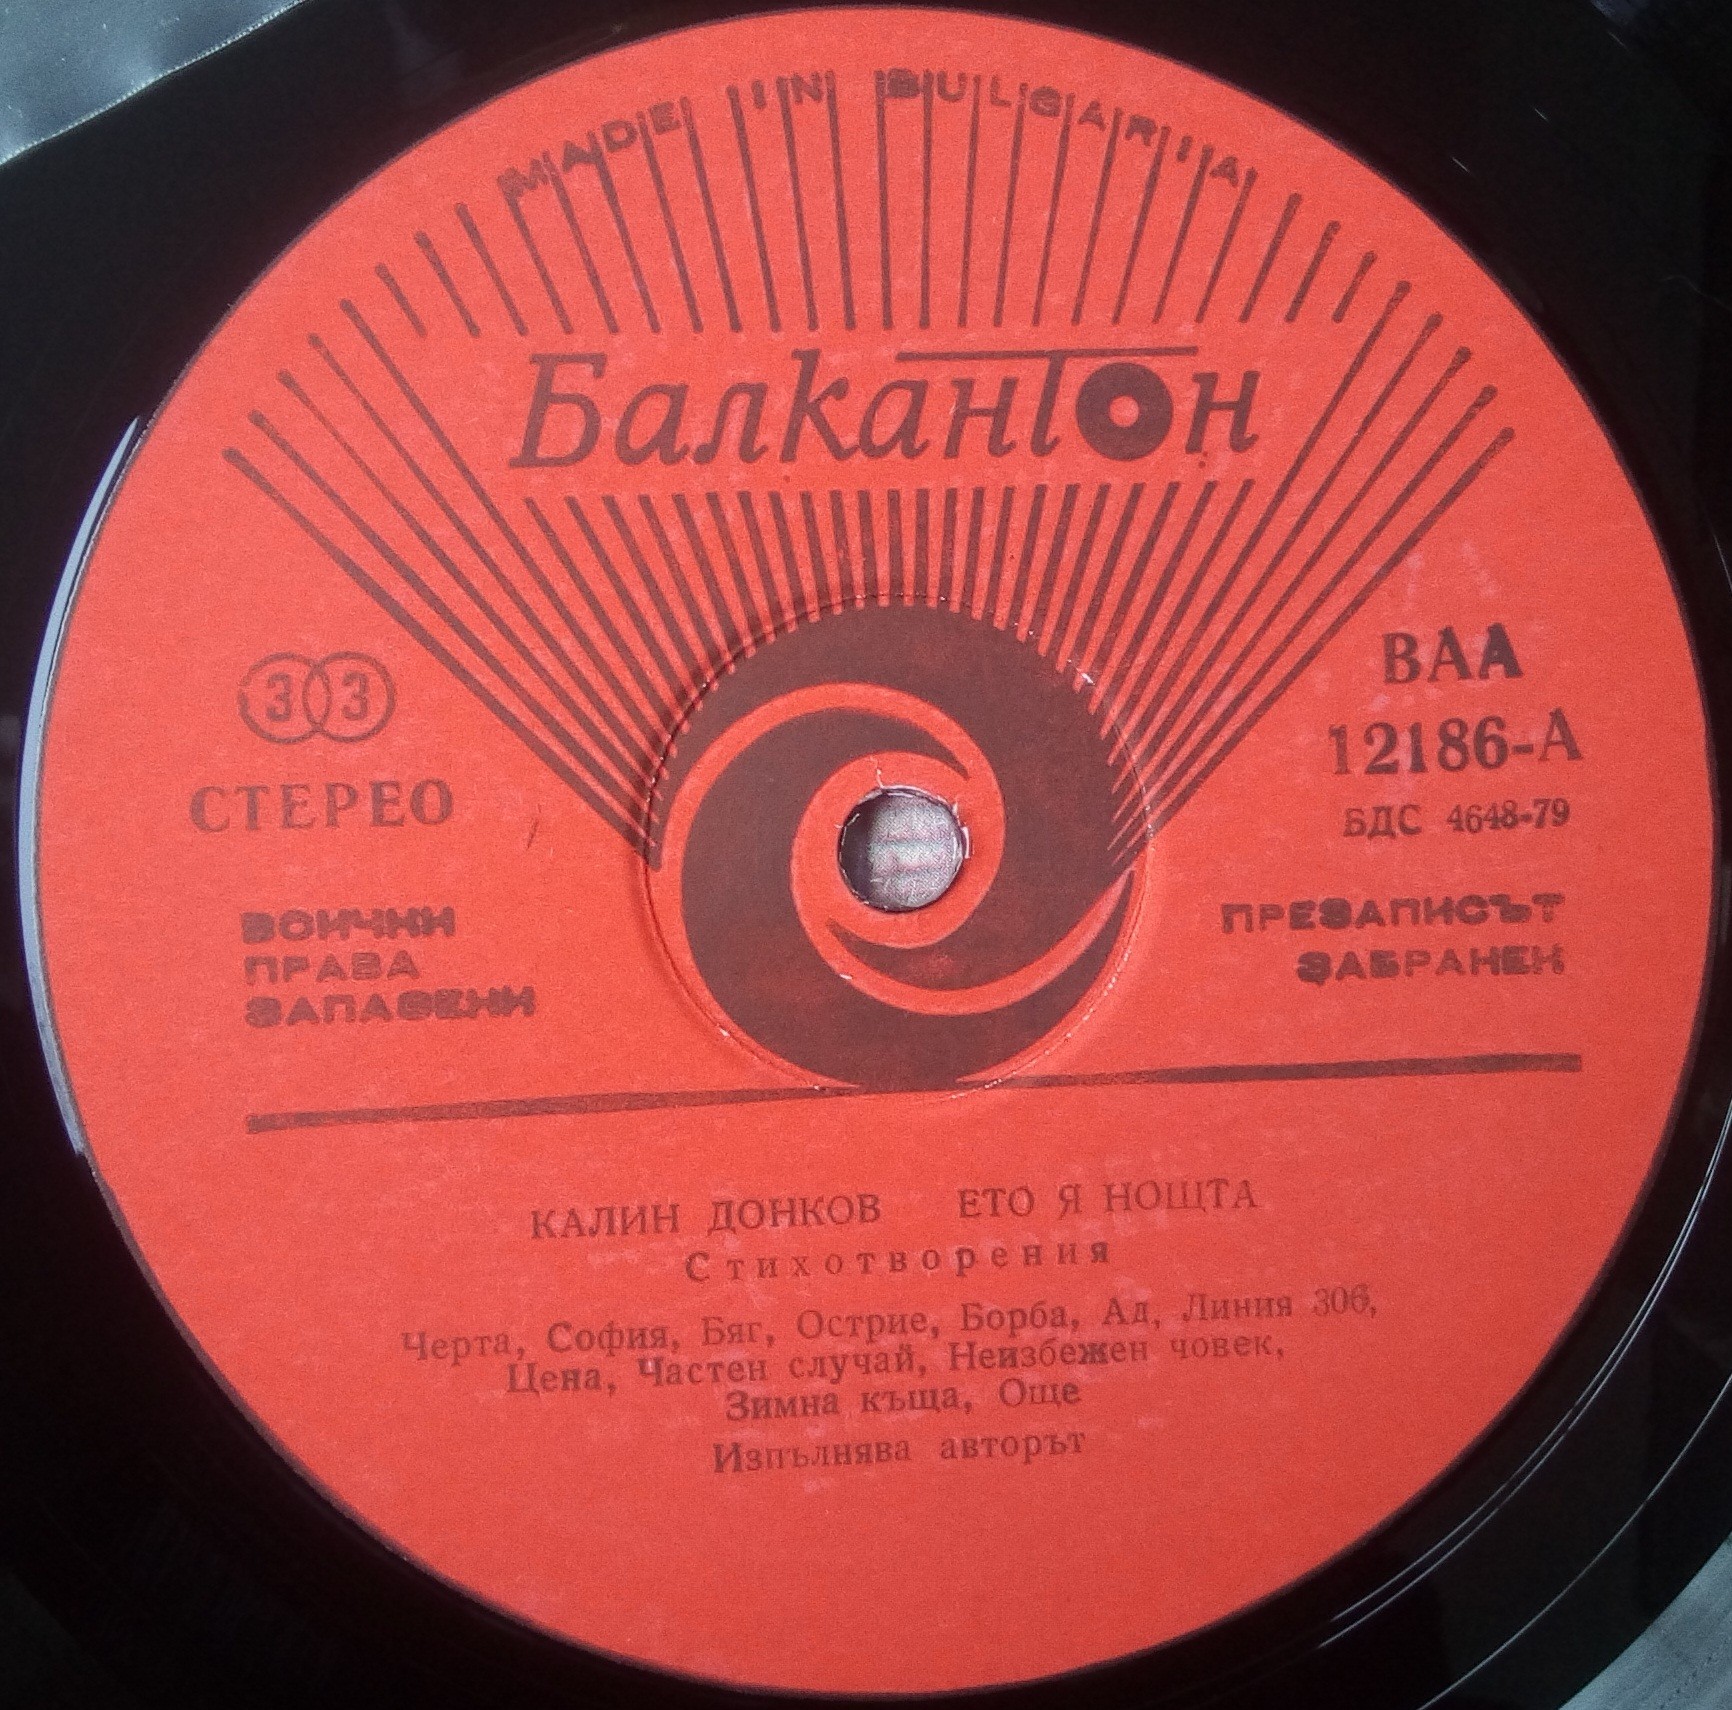 MADE IN BULGARIA
Балкантон
33
СТЕРЕО
ВСИЧКИ
ПРАВА
ЗАПАЗЕНИ
ВАА
12186-А
БДС 4648-79
ПРЕЗАПИСЪТ
ЗАБРАНЕН
КАЛИН ДОНКОВ ЕТО Я НОЩТА
Стихотворения
Черта, София, Бяг, Острие, Борба, Ад, Линия 306,
Цена, Частен случай, Неизбежен човек,
Зимна къща, Още
Изпълнява авторът